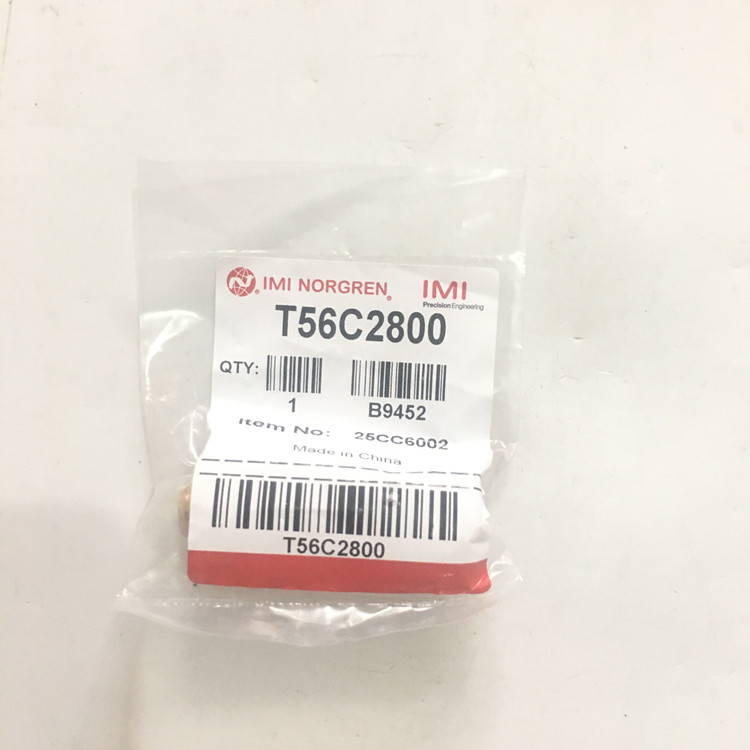 IMI NORGREN® IMI
Precision Engineering
T56C2800
QTY:
1 B9452
Item No: 25CC6002
Made in China
T56C2800